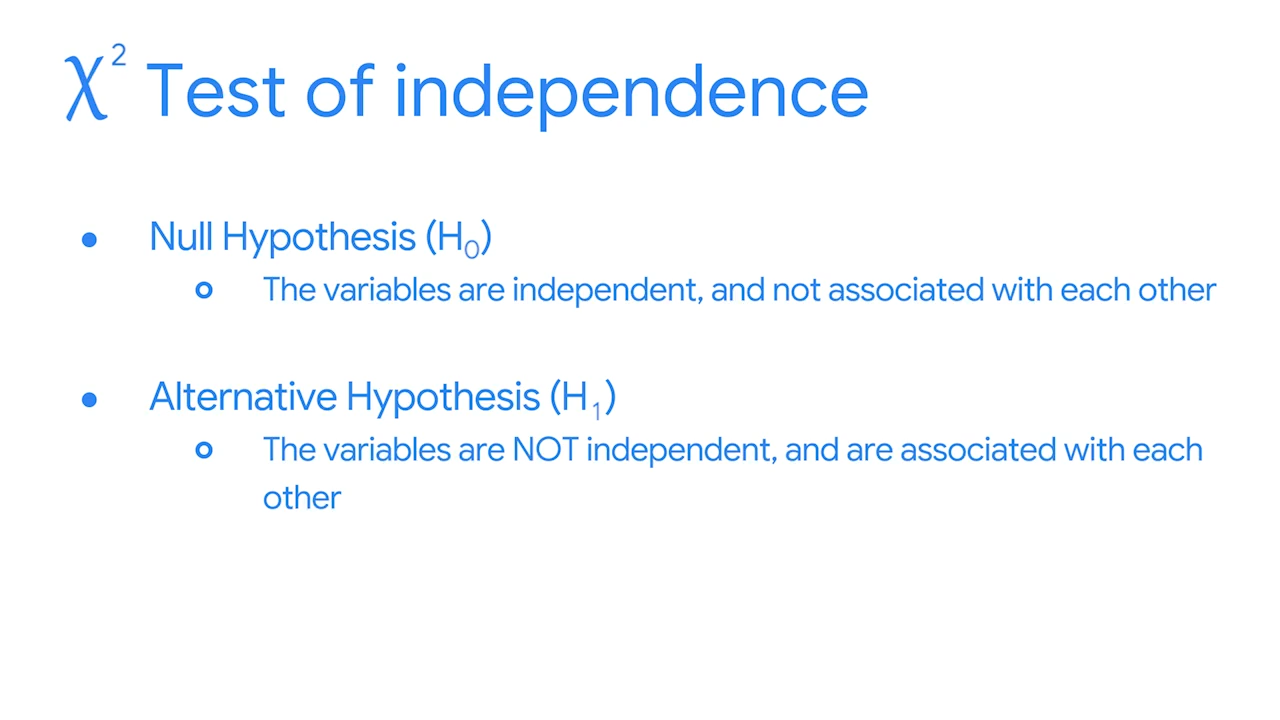 χ² Test of independence
● Null Hypothesis (H₀)
○ The variables are independent, and not associated with each other
● Alternative Hypothesis (H₁)
○ The variables are NOT independent, and are associated with each
other